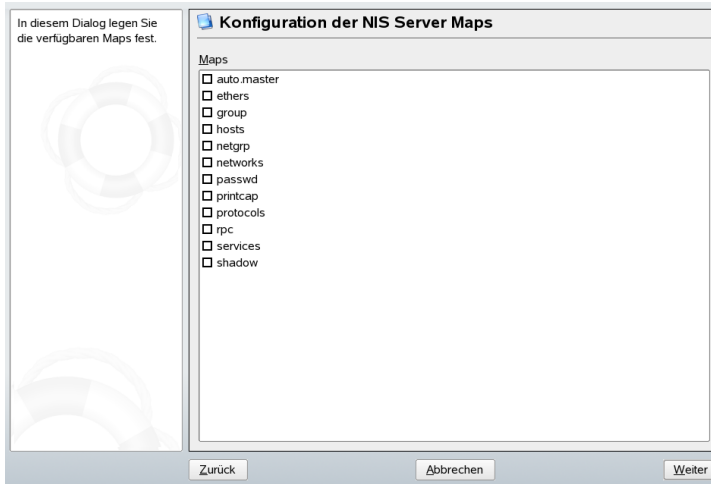 In diesem Dialog legen Sie
die verfügbaren Maps fest.
Konfiguration der NIS Server Maps
Maps
auto.master
ethers
group
hosts
netgrp
networks
passwd
printcap
protocols
rpc
services
shadow
Zurück
Abbrechen
Weiter